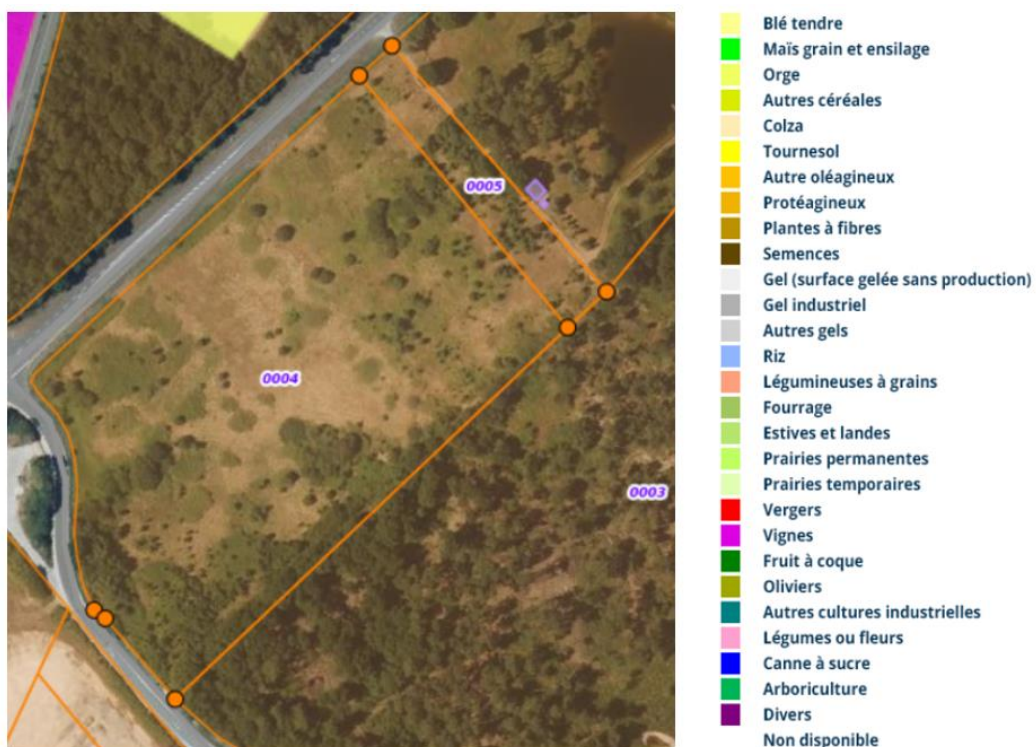 0005
0004
0003
Blé tendre
Maïs grain et ensilage
Orge
Autres céréales
Colza
Tournesol
Autre oléagineux
Protéagineux
Plantes à fibres
Semences
Gel (surface gelée sans production)
Gel industriel
Autres gels
Riz
Légumineuses à grains
Fourrage
Estives et landes
Prairies permanentes
Prairies temporaires
Vergers
Vignes
Fruit à coque
Oliviers
Autres cultures industrielles
Légumes ou fleurs
Canne à sucre
Arboriculture
Divers
Non disponible